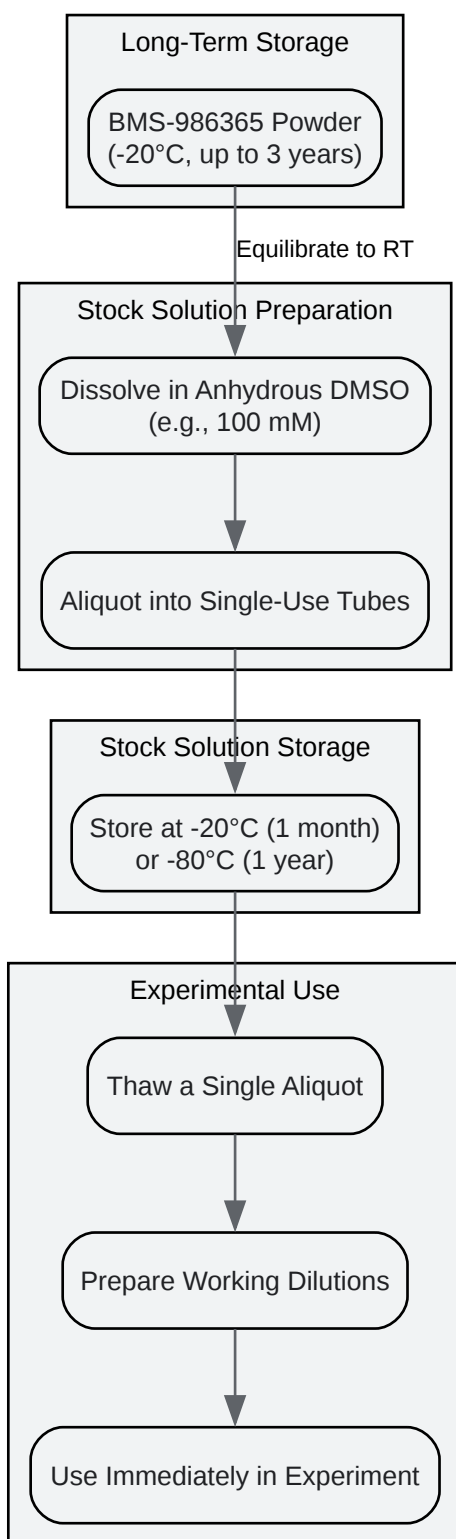 Long-Term Storage
BMS-986365 Powder
(-20°C, up to 3 years)
Equilibrate to RT
Stock Solution Preparation
Dissolve in Anhydrous DMSO
(e.g., 100 mM)
Aliquot into Single-Use Tubes
Stock Solution Storage
Store at -20°C (1 month)
or -80°C (1 year)
Experimental Use
Thaw a Single Aliquot
Prepare Working Dilutions
Use Immediately in Experiment